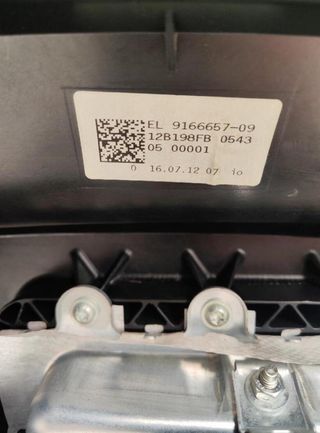 EL 9166657-09
12B198FB 0543
05 00001
0 16.07.12 07 io